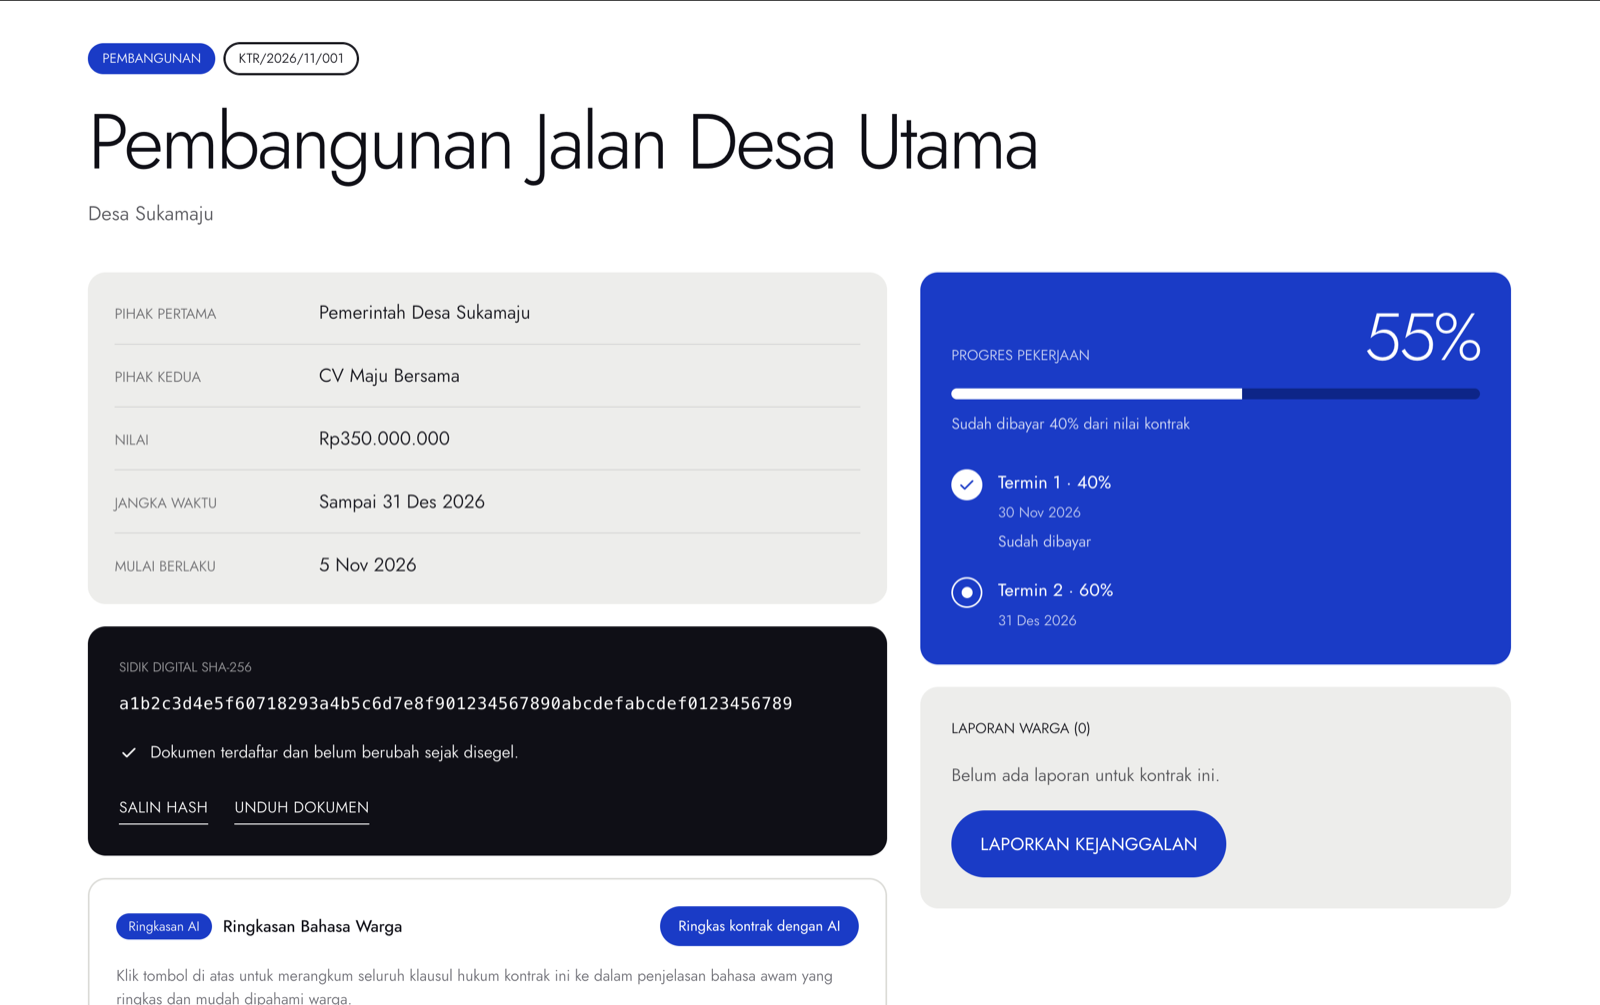 PEMBANGUNAN
KTR/2026/11/001
Pembangunan Jalan Desa Utama
Desa Sukamaju
PIHAK PERTAMA
Pemerintah Desa Sukamaju
PIHAK KEDUA
CV Maju Bersama
NILAI
Rp350.000.000
JANGKA WAKTU
Sampai 31 Des 2026
MULAI BERLAKU
5 Nov 2026
SIDIK DIGITAL SHA-256
a1b2c3d4e5f60718293a4b5c6d7e8f901234567890abcdefabcdef0123456789
Dokumen terdaftar dan belum berubah sejak disegel.
SALIN HASH
UNDUH DOKUMEN
Ringkasan AI
Ringkasan Bahasa Warga
Ringkas kontrak dengan AI
Klik tombol di atas untuk merangkum seluruh klausul hukum kontrak ini ke dalam penjelasan bahasa awam yang
ringkas dan mudah dipahami warga.
PROGRES PEKERJAAN
55%
Sudah dibayar 40% dari nilai kontrak
Termin 1 · 40%
30 Nov 2026
Sudah dibayar
Termin 2 · 60%
31 Des 2026
LAPORAN WARGA (0)
Belum ada laporan untuk kontrak ini.
LAPORKAN KEJANGGALAN